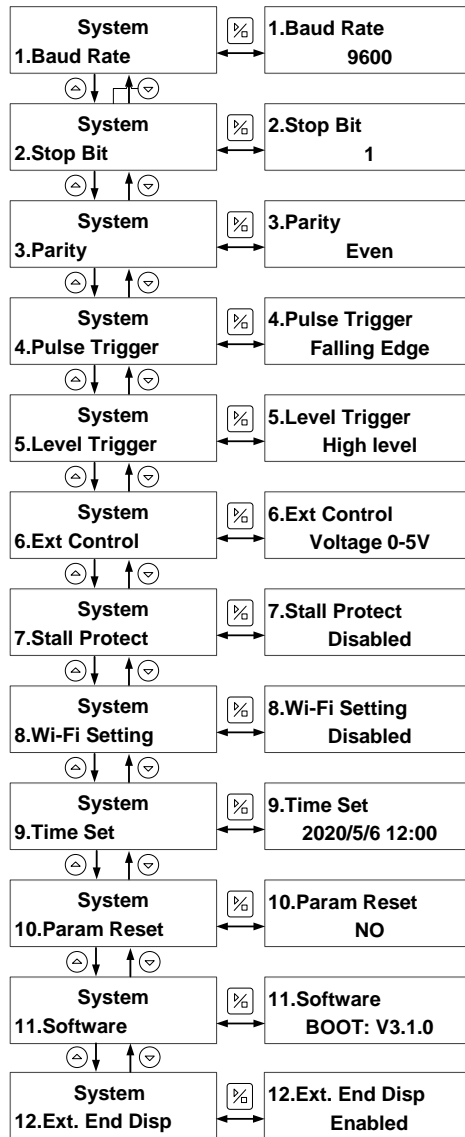 System
1.Baud Rate
1.Baud Rate
9600
System
2.Stop Bit
2.Stop Bit
1
System
3.Parity
3.Parity
Even
System
4.Pulse Trigger
4.Pulse Trigger
Falling Edge
System
5.Level Trigger
5.Level Trigger
High level
System
6.Ext Control
6.Ext Control
Voltage 0-5V
System
7.Stall Protect
7.Stall Protect
Disabled
System
8.Wi-Fi Setting
8.Wi-Fi Setting
Disabled
System
9.Time Set
9.Time Set
2020/5/6 12:00
System
10.Param Reset
10.Param Reset
NO
System
11.Software
11.Software
BOOT: V3.1.0
System
12.Ext. End Disp
12.Ext. End Disp
Enabled